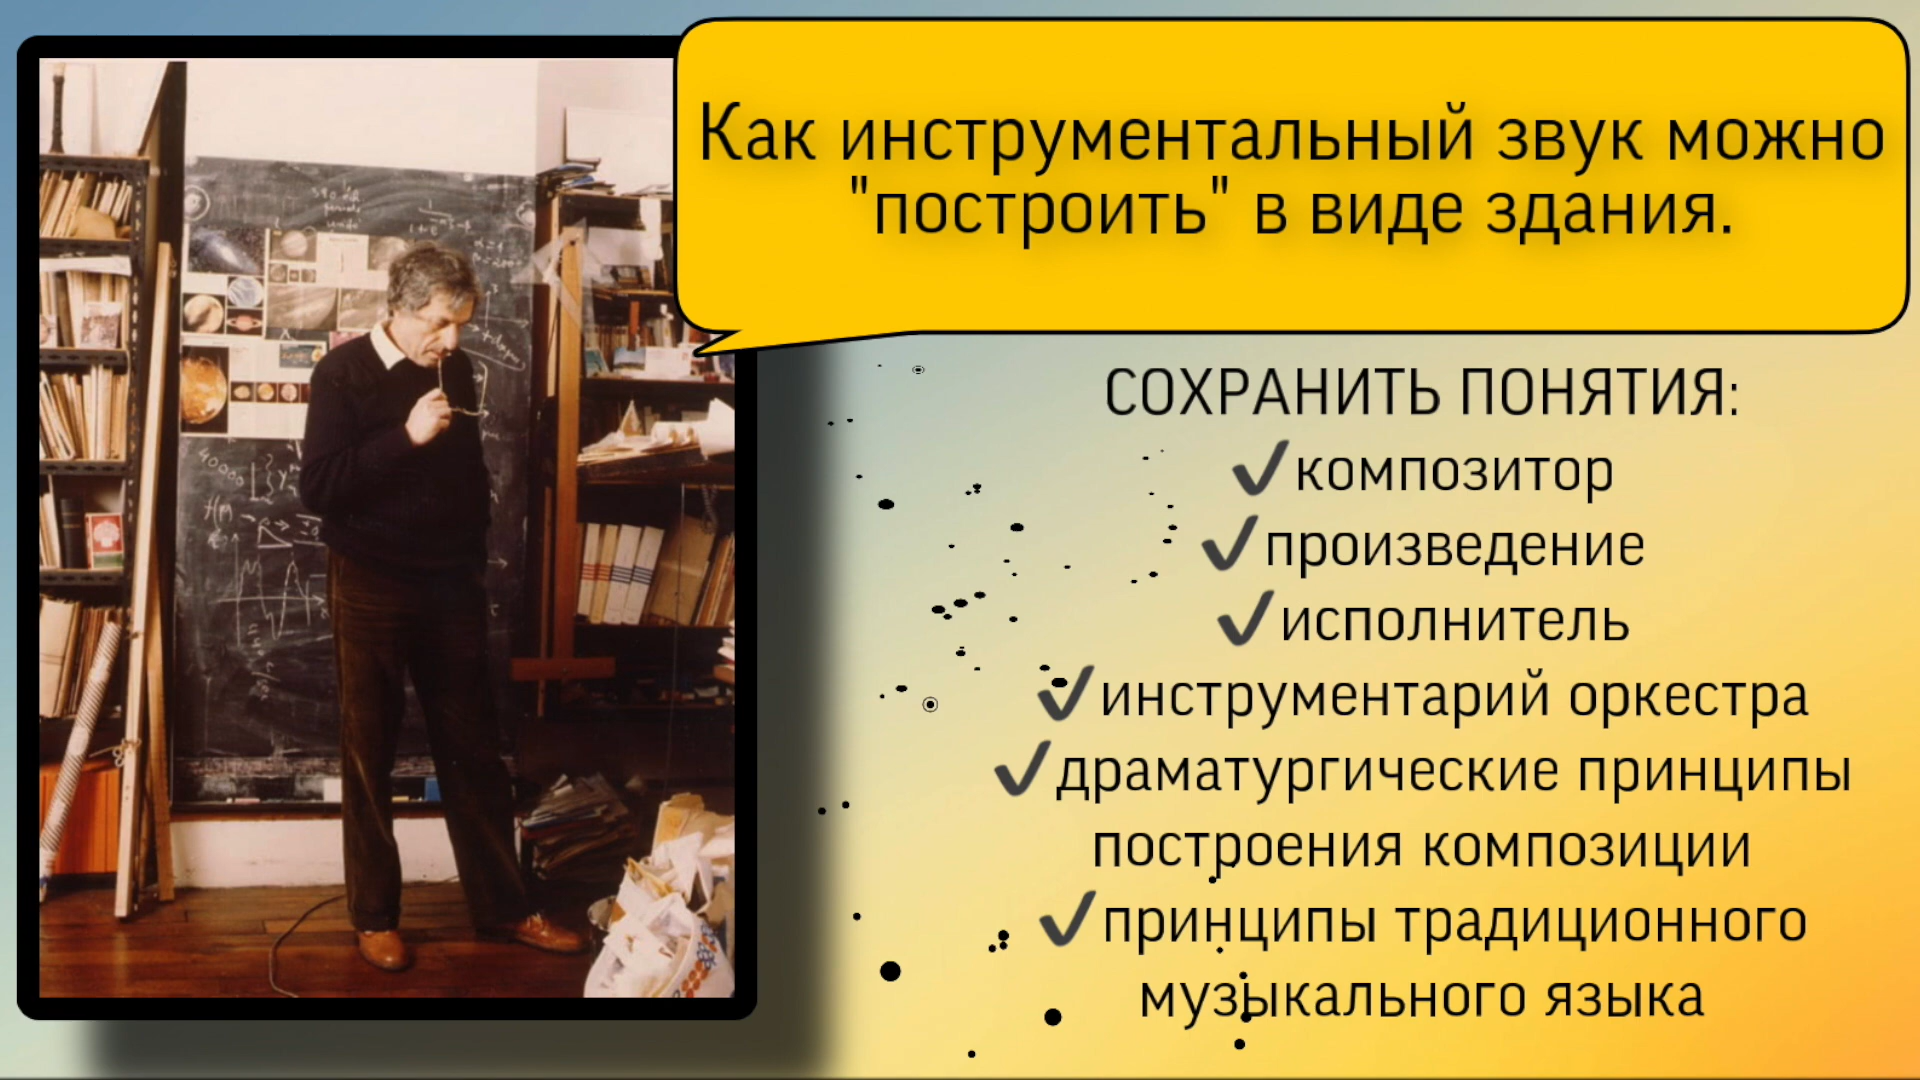 Как инструментальный звук можно
"построить" в виде здания.
СОХРАНИТЬ ПОНЯТИЯ:
✔композитор
✔произведение
✔исполнитель
✔инструментарий оркестра
✔драматургические принципы
построения композиции
✔принципы традиционного
музыкального языка
40000